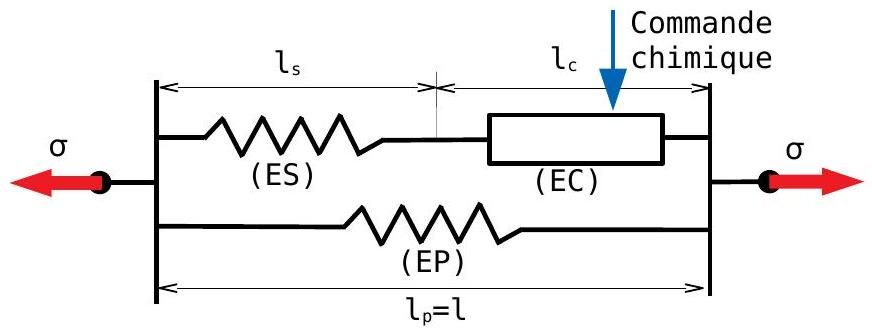 Commande
chimique
lₛ
l꜀
σ
σ
(ES)
(EC)
(EP)
lₚ=l